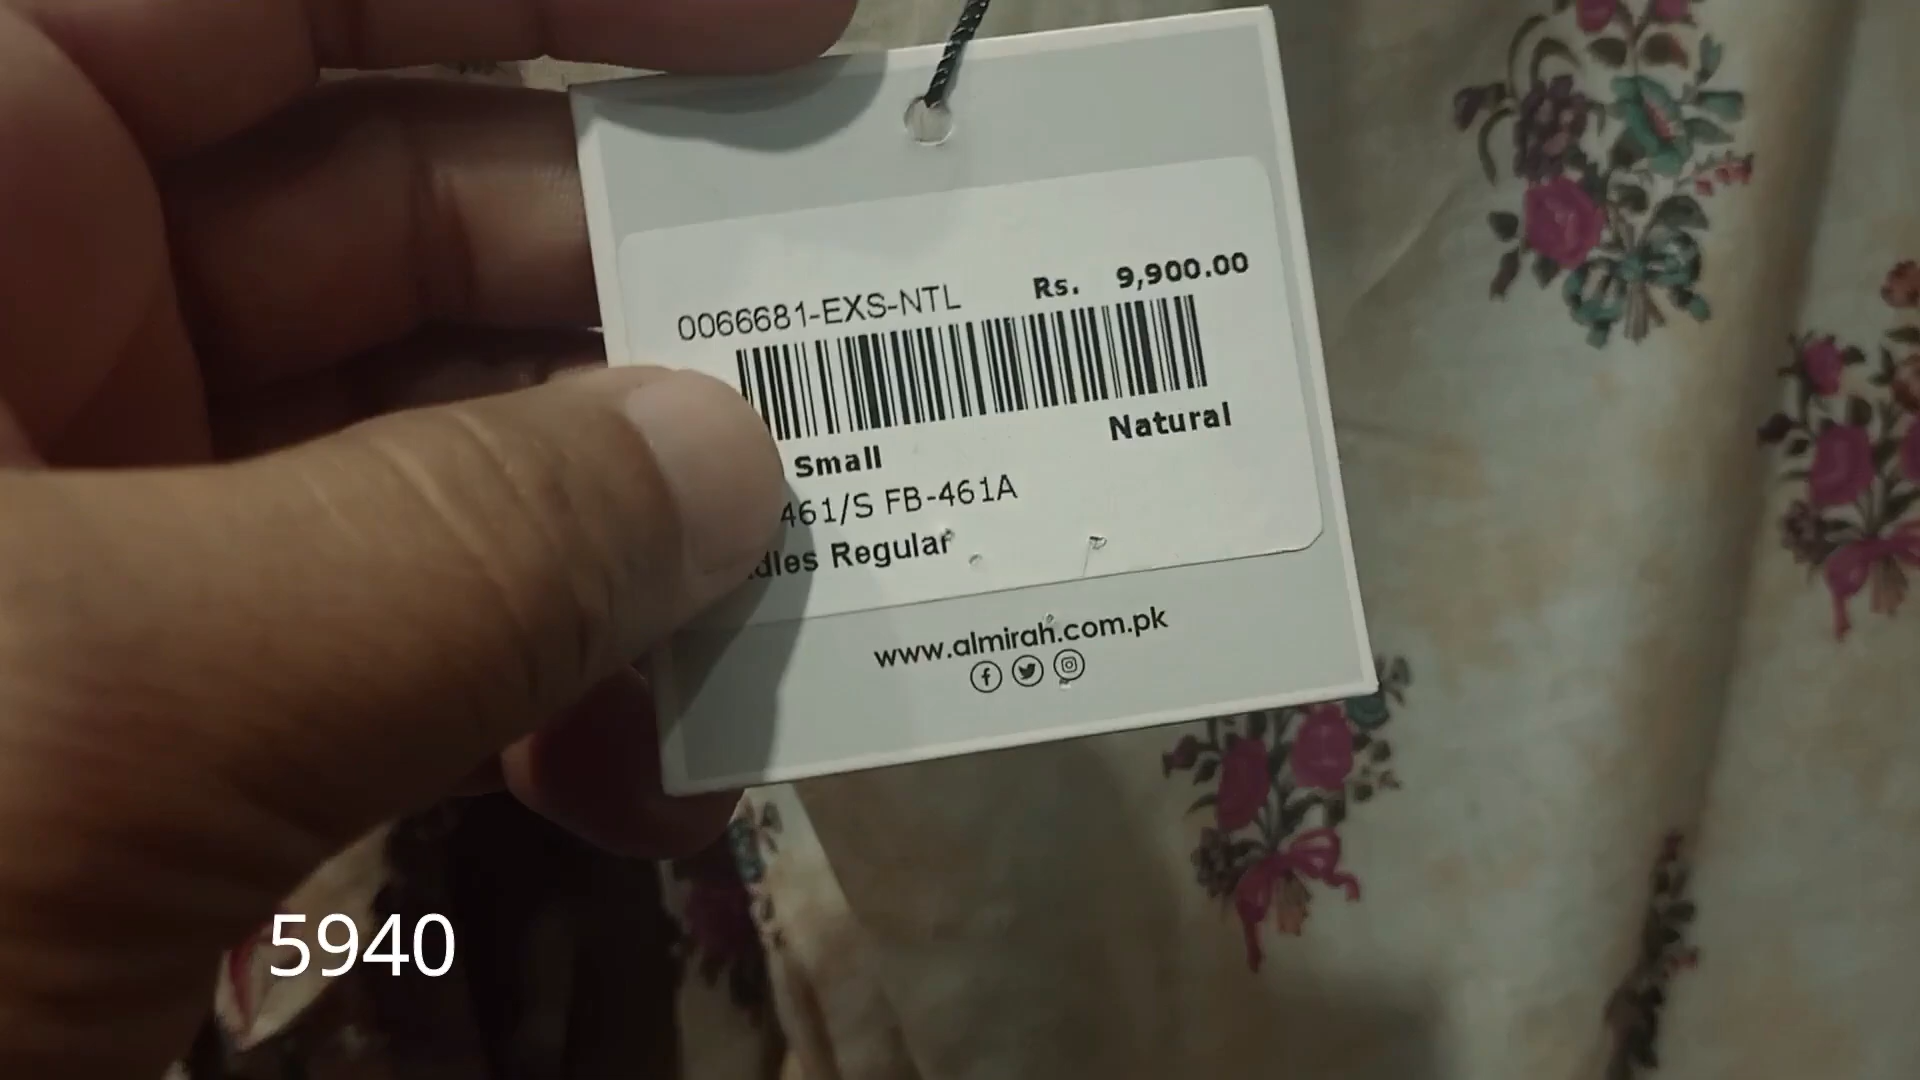 0066681-EXS-NTL Rs. 9,900.00
Small Natural
461/S FB-461A
Regular
www.almirah.com.pk
5940